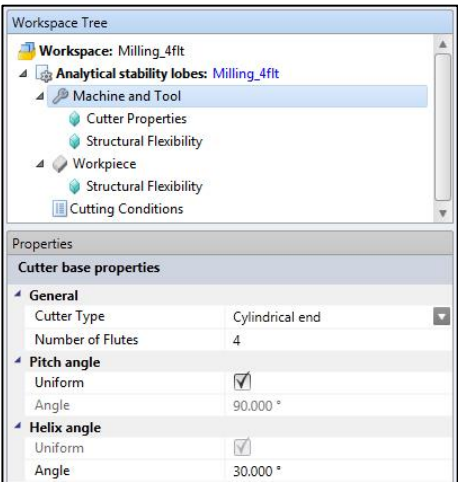 Workspace Tree
Workspace: Milling_4flt
Analytical stability lobes: Milling_4flt
Machine and Tool
Cutter Properties
Structural Flexibility
Workpiece
Structural Flexibility
Cutting Conditions
Properties
Cutter base properties
General
Cutter Type Cylindrical end
Number of Flutes 4
Pitch angle
Uniform
Angle 90.000 °
Helix angle
Uniform
Angle 30.000 °